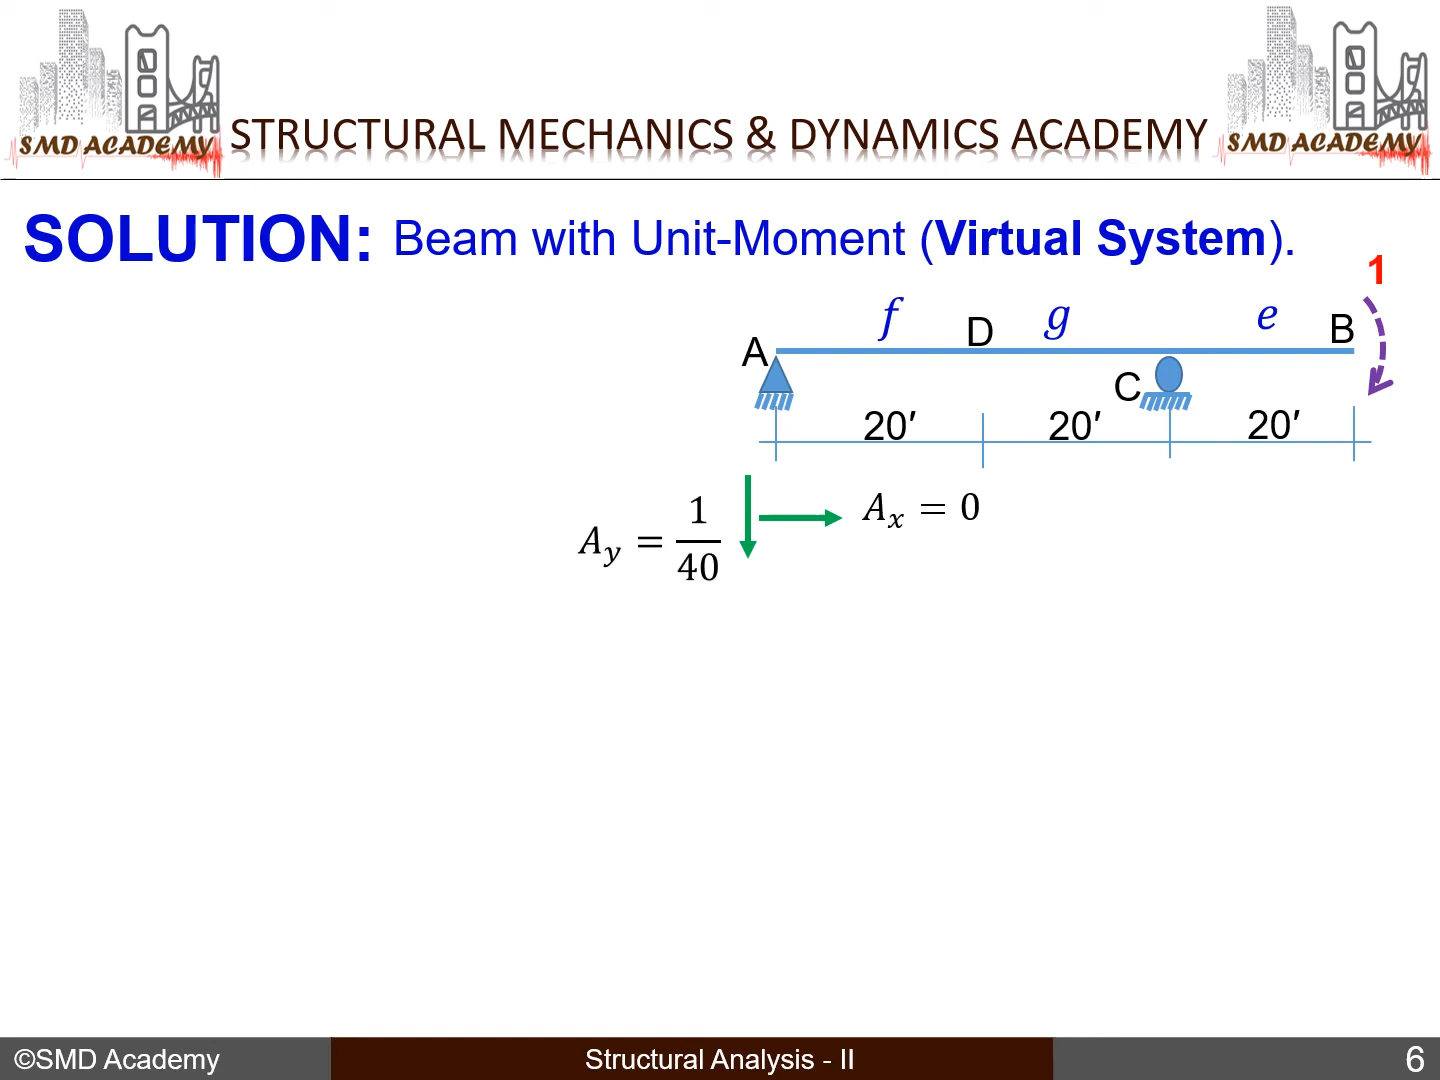 SMD ACADEMY
STRUCTURAL MECHANICS & DYNAMICS ACADEMY
SMD ACADEMY
SOLUTION: Beam with Unit-Moment (Virtual System).
1
A f D g e B
C
20′ 20′ 20′
A_y = 1/40
A_x = 0
©SMD Academy
Structural Analysis - II
6